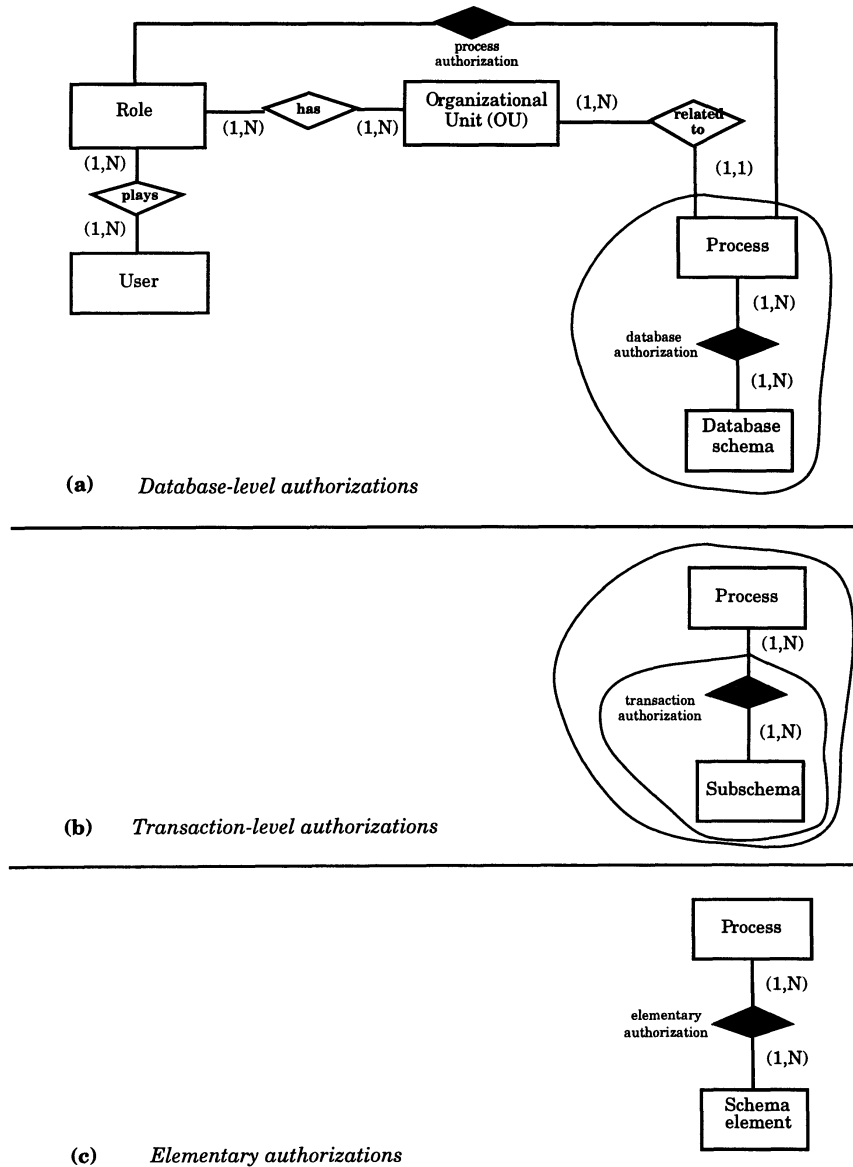 process
authorization
Role
(1,N)
has
(1,N)
Organizational
Unit (OU)
(1,N)
related
to
(1,1)
(1,N)
plays
(1,N)
User
Process
(1,N)
database
authorization
(1,N)
Database
schema
(a) Database-level authorizations
Process
(1,N)
transaction
authorization
(1,N)
Subschema
(b) Transaction-level authorizations
Process
(1,N)
elementary
authorization
(1,N)
Schema
element
(c) Elementary authorizations